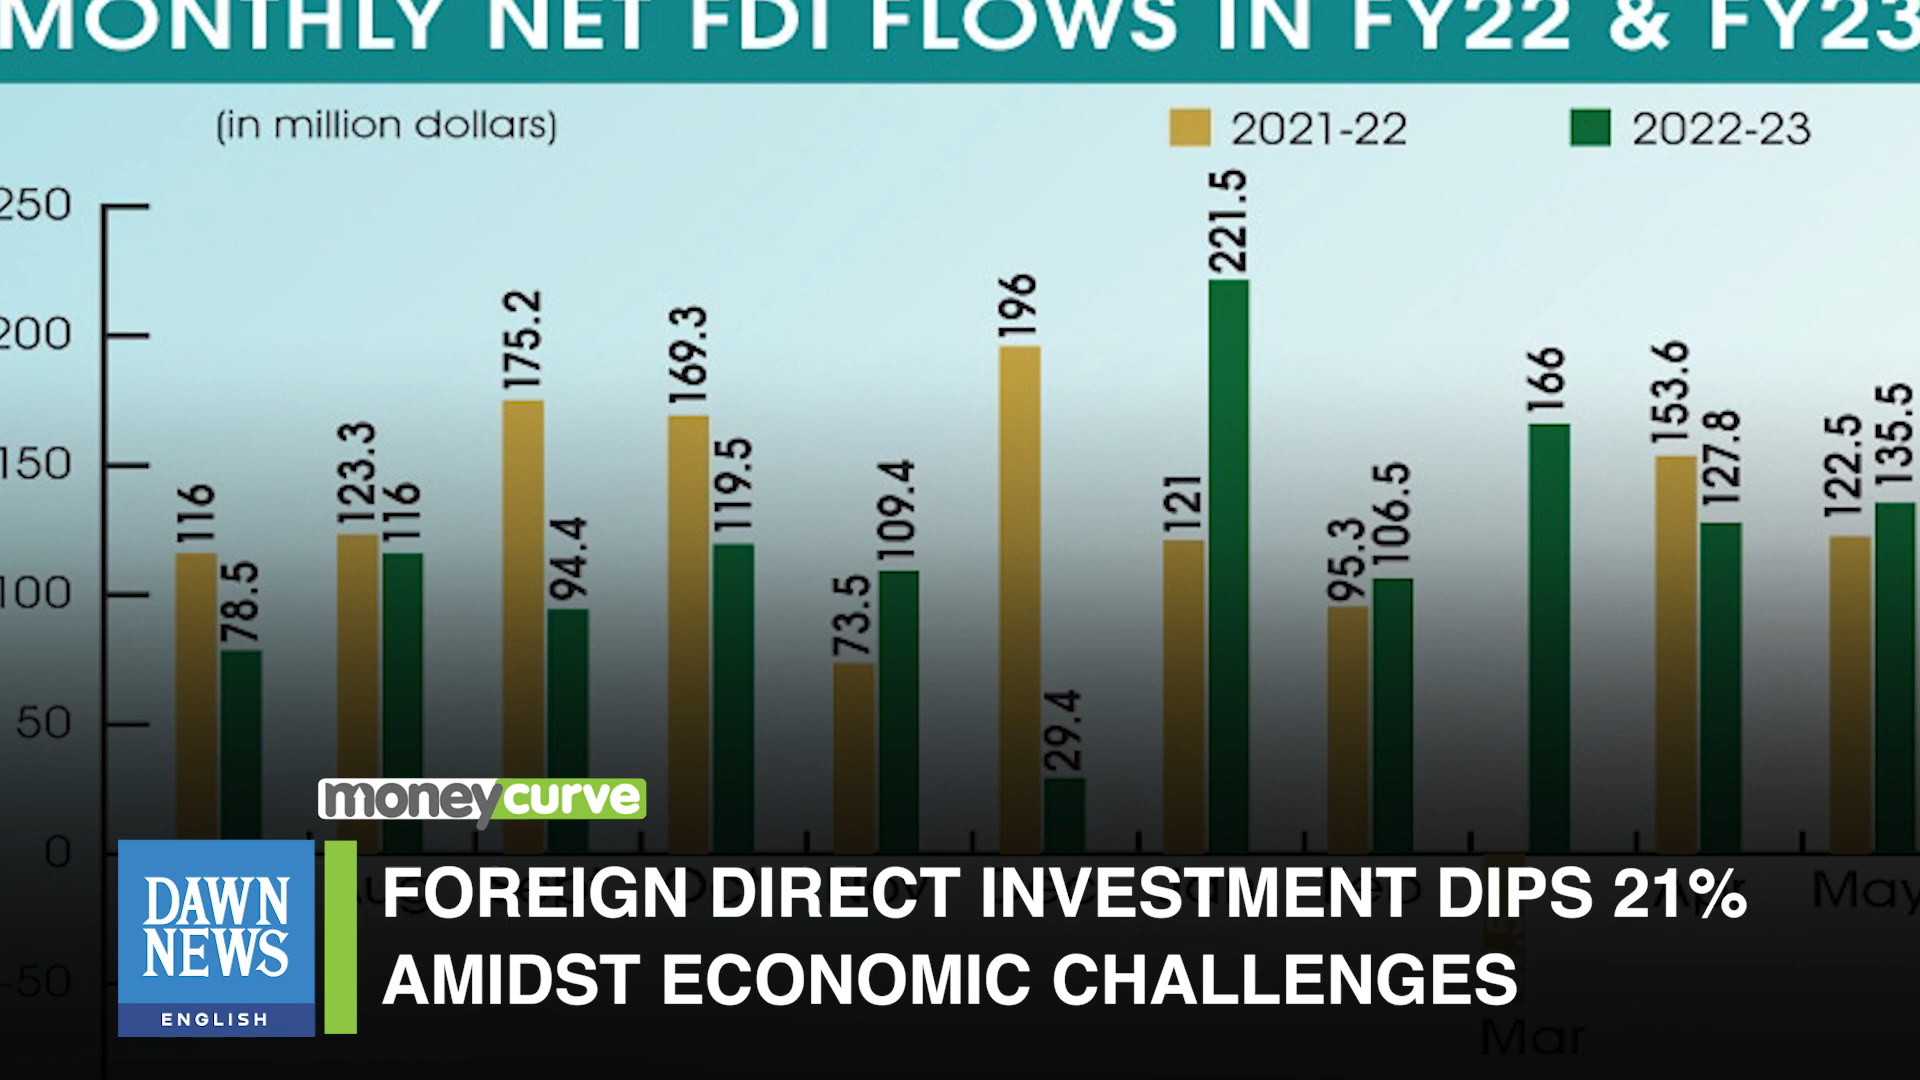 MONTHLY NET FDI FLOWS IN FY22 & FY23
(in million dollars)
2021-22
2022-23
250
200
150
100
50
0
-50
116
78.5
123.3
116
175.2
94.4
169.3
119.5
73.5
109.4
196
29.4
121
221.5
95.3
106.5
166
153.6
127.8
122.5
135.5
Aug
Apr
May
Mar
moneycurve
DAWN
NEWS
ENGLISH
FOREIGN DIRECT INVESTMENT DIPS 21%
AMIDST ECONOMIC CHALLENGES